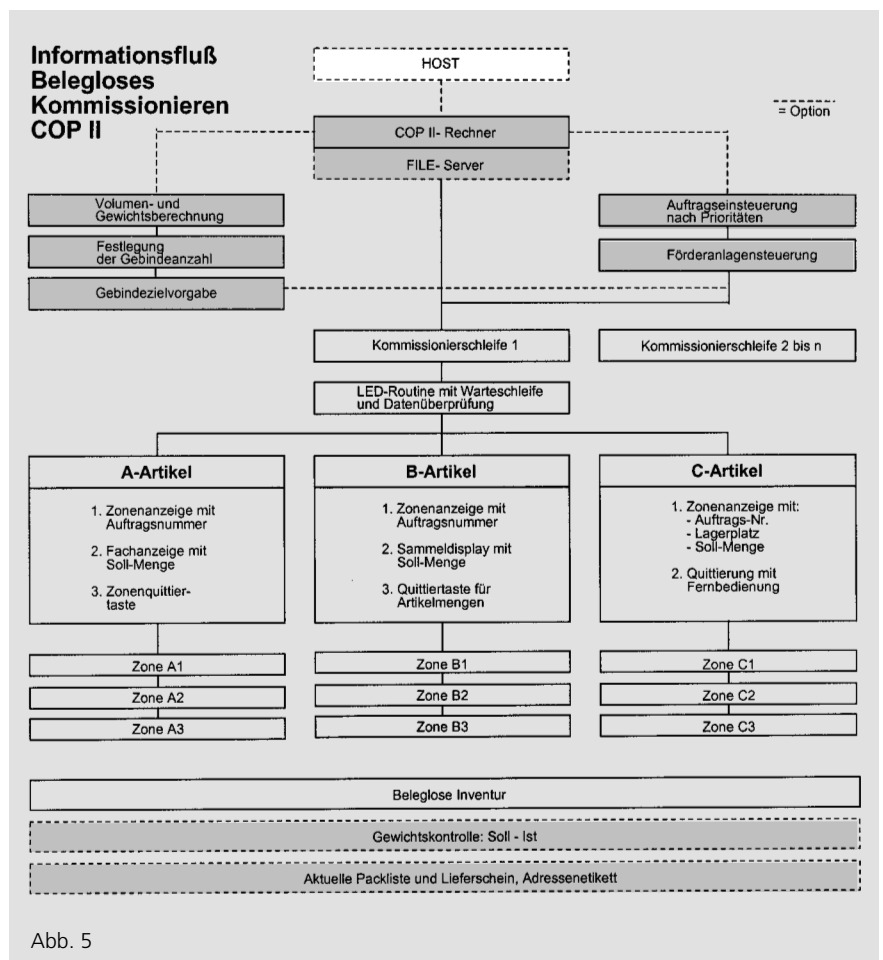 Informationsfluß
Belegloses
Kommissionieren
COP II
HOST
= Option
COP II- Rechner
FILE- Server
Volumen- und
Gewichtsberechnung
Festlegung
der Gebindeanzahl
Gebindezielvorgabe
Auftragseinsteuerung
nach Prioritäten
Förderanlagensteuerung
Kommissionierschleife 1
Kommissionierschleife 2 bis n
LED-Routine mit Warteschleife
und Datenüberprüfung
A-Artikel
1. Zonenanzeige mit
Auftragsnummer
2. Fachanzeige mit
Soll-Menge
3. Zonenquittier-
taste
B-Artikel
1. Zonenanzeige mit
Auftragsnummer
2. Sammeldisplay mit
Soll-Menge
3. Quittiertaste für
Artikelmengen
C-Artikel
1. Zonenanzeige mit:
- Auftrags-Nr.
- Lagerplatz
- Soll-Menge
2. Quittierung mit
Fernbedienung
Zone A1
Zone A2
Zone A3
Zone B1
Zone B2
Zone B3
Zone C1
Zone C2
Zone C3
Beleglose Inventur
Gewichtskontrolle: Soll - Ist
Aktuelle Packliste und Lieferschein, Adressenetikett
Abb. 5